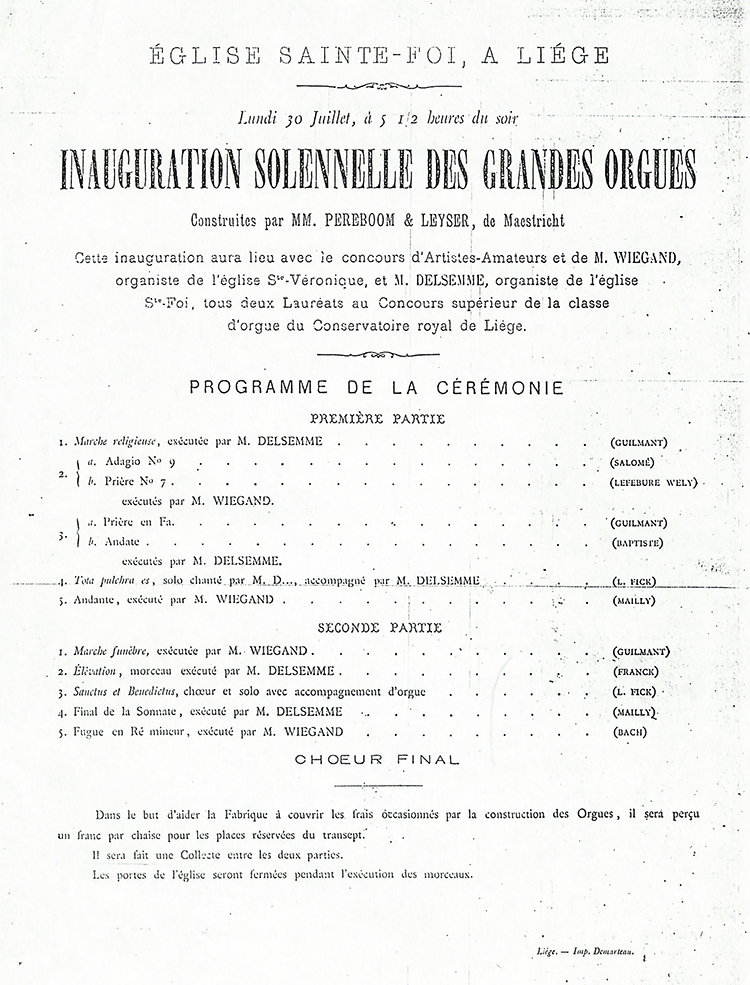 ÉGLISE SAINTE-FOI, A LIÉGE
Lundi 30 Juillet, à 5 1/2 heures du soir
INAUGURATION SOLENNELLE DES GRANDES ORGUES
Construites par MM. PEREBOOM & LEYSER, de Maestricht
Cette inauguration aura lieu avec le concours d'Artistes-Amateurs et de M. WIEGAND,
organiste de l'église Ste-Véronique, et M. DELSEMME, organiste de l'église
Ste-Foi, tous deux Lauréats au Concours supérieur de la classe
d'orgue du Conservatoire royal de Liége.
PROGRAMME DE LA CÉRÉMONIE
PREMIÈRE PARTIE
1. Marche religieuse, exécutée par M. DELSEMME . . . . . . . . . . (GUILMANT)
2. { a. Adagio No 9 . . . . . . . . . . . . . . . (SALOMÉ)
b. Prière No 7 . . . . . . . . . . . . . . . . (LEFEBURE WELY)
exécutés par M. WIEGAND.
3. { a. Prière en Fa. . . . . . . . . . . . . . . . (GUILMANT)
b. Andate . . . . . . . . . . . . . . . . . (BAPTISTE)
exécutés par M. DELSEMME.
4. Tota pulchra es, solo chanté par M. D..., accompagné par M. DELSEMME . . . . (L. FICK)
5. Andante, exécuté par M. WIEGAND . . . . . . . . . . . . (MAILLY)
SECONDE PARTIE
1. Marche funèbre, exécutée par M. WIEGAND . . . . . . . . . . . (GUILMANT)
2. Élévation, morceau exécuté par M. DELSEMME . . . . . . . . . . (FRANCK)
3. Sanctus et Benedictus, chœur et solo avec accompagnement d'orgue . . . . . . (L. FICK)
4. Final de la Sonnate, exécuté par M. DELSEMME . . . . . . . . . (MAILLY)
5. Fugue en Ré mineur, exécuté par M. WIEGAND . . . . . . . . . (BACH)
CHOEUR FINAL
Dans le but d'aider la Fabrique à couvrir les frais occasionnés par la construction des Orgues, il sera perçu
un franc par chaise pour les places réservées du transept.
Il sera fait une Collecte entre les deux parties.
Les portes de l'église seront fermées pendant l'exécution des morceaux.
Liége. — Imp. Demarteau.